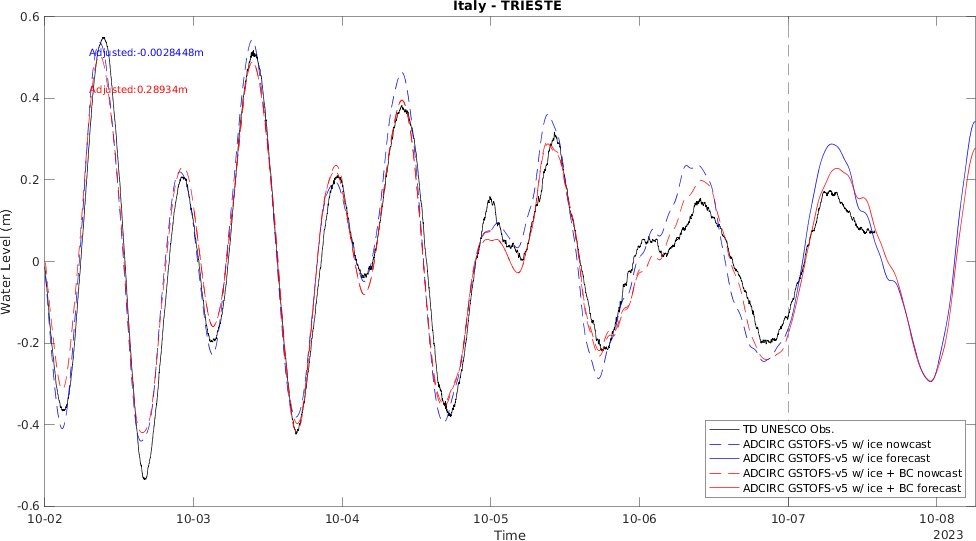 Italy - TRIESTE
Adjusted:-0.0028448m
Adjusted:0.28934m
Water Level (m)
0.6
0.4
0.2
0
-0.2
-0.4
-0.6
TD UNESCO Obs.
ADCIRC GSTOFS-v5 w/ ice nowcast
ADCIRC GSTOFS-v5 w/ ice forecast
ADCIRC GSTOFS-v5 w/ ice + BC nowcast
ADCIRC GSTOFS-v5 w/ ice + BC forecast
10-02 10-03 10-04 10-05 10-06 10-07 10-08
Time
2023